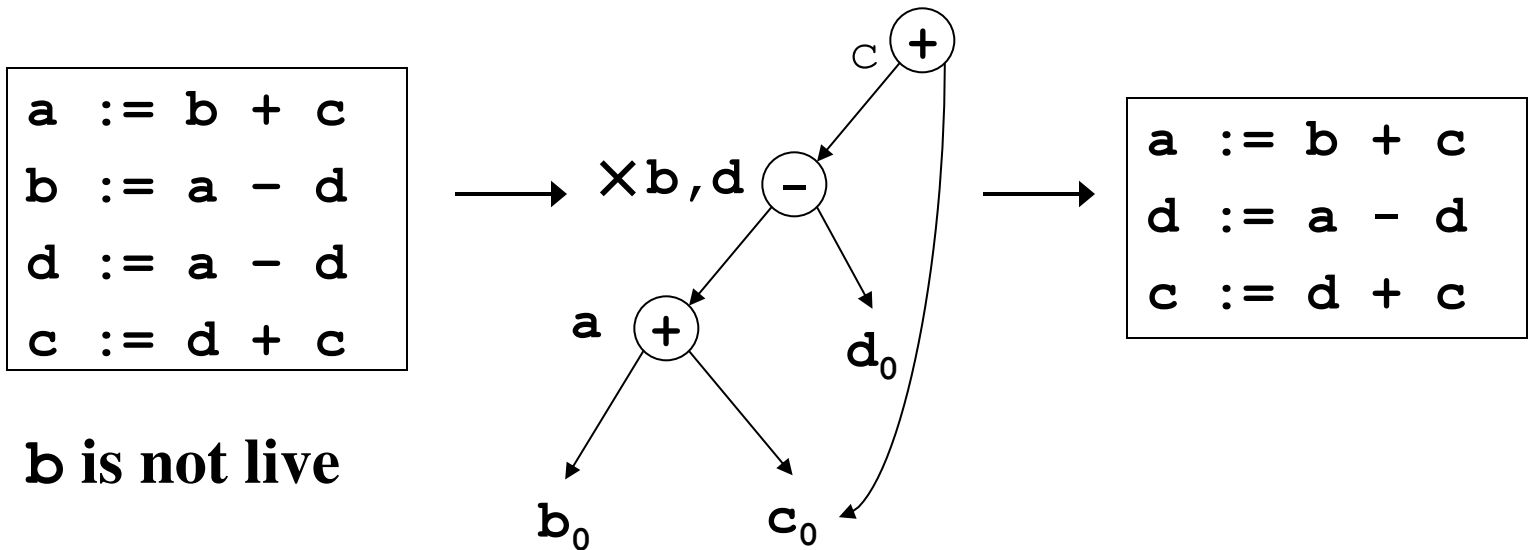 a := b + c
b := a - d
d := a - d
c := d + c
b is not live
c +
×b,d -
a +
d₀
b₀ c₀
a := b + c
d := a - d
c := d + c